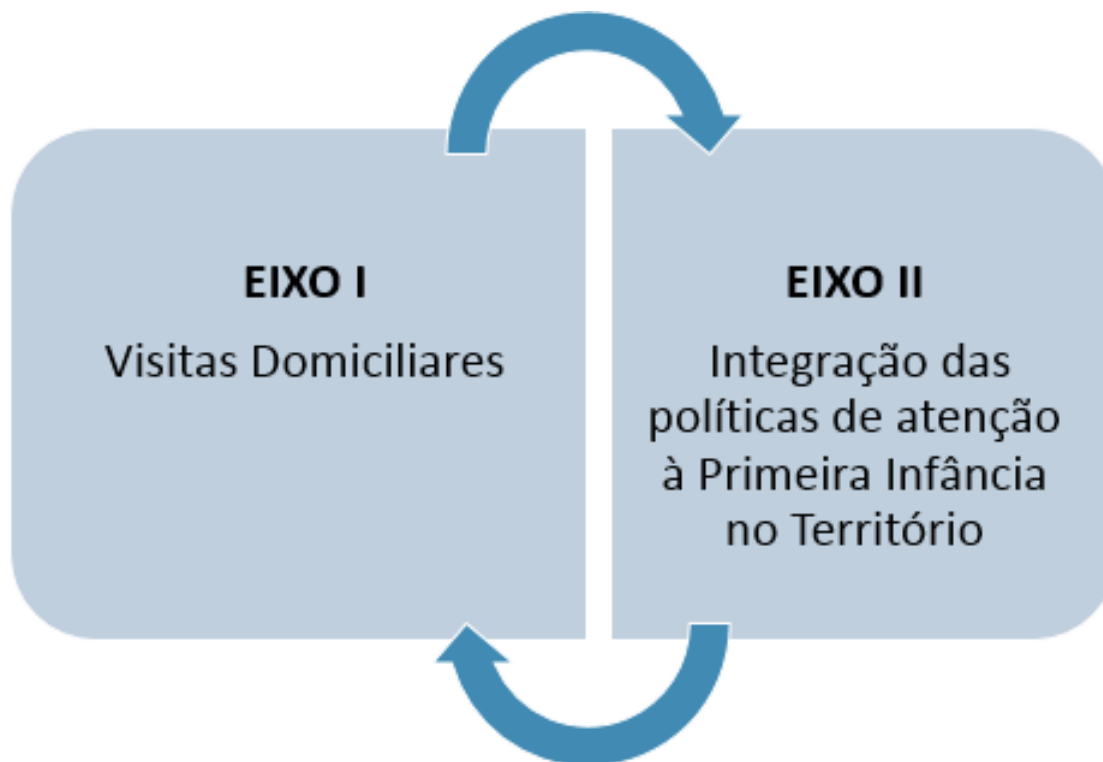 EIXO I
Visitas Domiciliares
EIXO II
Integração das
políticas de atenção
à Primeira Infância
no Território